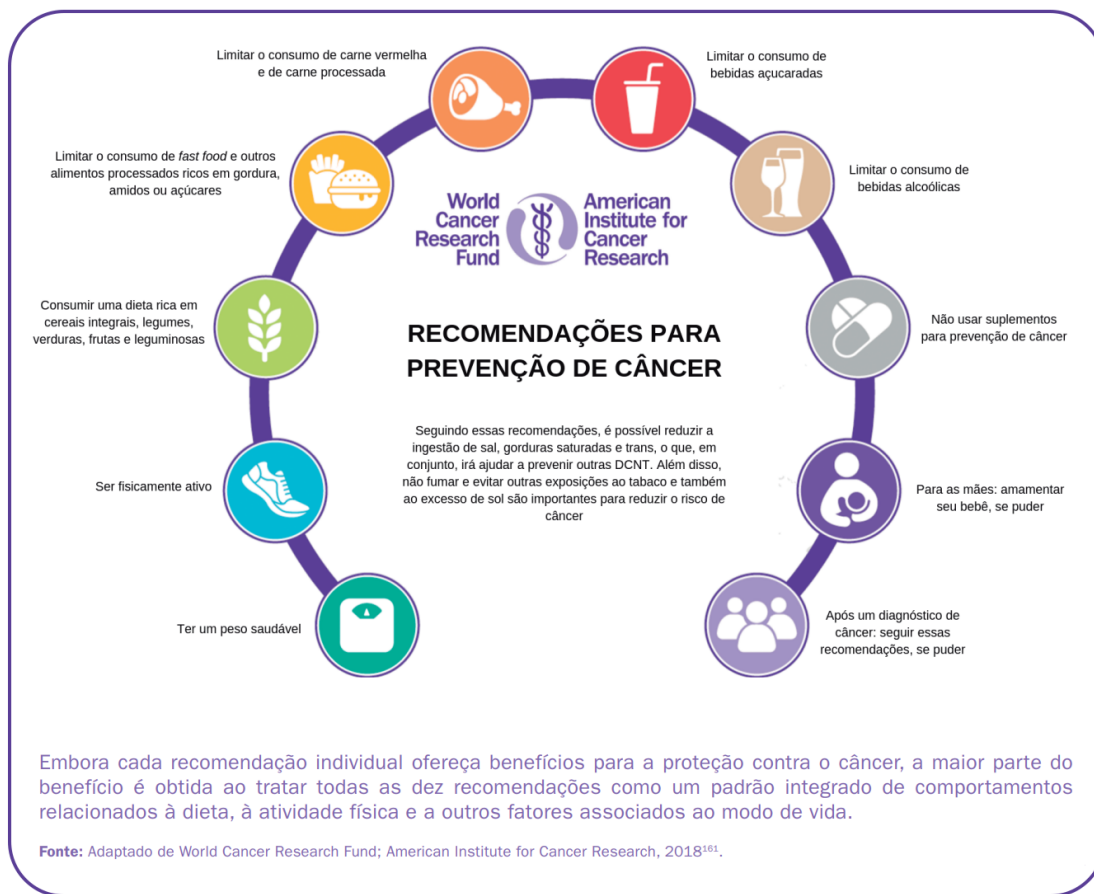 Limitar o consumo de carne vermelha
e de carne processada
Limitar o consumo de
bebidas açucaradas
Limitar o consumo de fast food e outros
alimentos processados ricos em gordura,
amidos ou açúcares
Limitar o consumo de
bebidas alcoólicas
World
Cancer
Research
Fund
American
Institute for
Cancer
Research
Consumir uma dieta rica em
cereais integrais, legumes,
verduras, frutas e leguminosas
Não usar suplementos
para prevenção de câncer
RECOMENDAÇÕES PARA
PREVENÇÃO DE CÂNCER
Seguindo essas recomendações, é possível reduzir a
ingestão de sal, gorduras saturadas e trans, o que, em
conjunto, irá ajudar a prevenir outras DCNT. Além disso,
não fumar e evitar outras exposições ao tabaco e também
ao excesso de sol são importantes para reduzir o risco de
câncer
Ser fisicamente ativo
Para as mães: amamentar
seu bebê, se puder
Ter um peso saudável
Após um diagnóstico de
câncer: seguir essas
recomendações, se puder
Embora cada recomendação individual ofereça benefícios para a proteção contra o câncer, a maior parte do
benefício é obtida ao tratar todas as dez recomendações como um padrão integrado de comportamentos
relacionados à dieta, à atividade física e a outros fatores associados ao modo de vida.
Fonte: Adaptado de World Cancer Research Fund; American Institute for Cancer Research, 2018¹⁶¹.